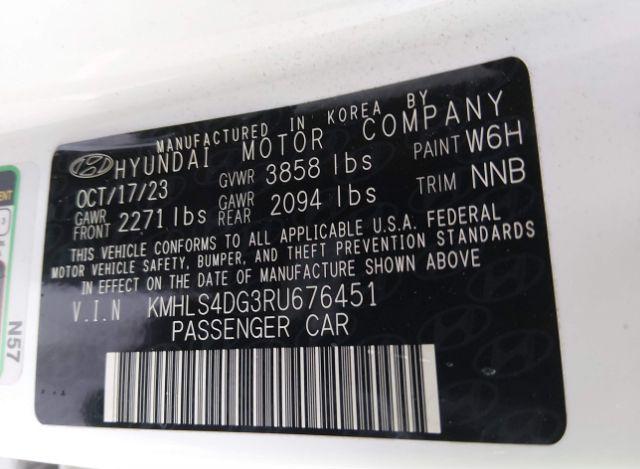 MANUFACTURED IN KOREA BY
HYUNDAI MOTOR COMPANY
OCT/17/23 GVWR 3858 lbs PAINT W6H
GAWR FRONT 2271 lbs GAWR REAR 2094 lbs TRIM NNB
THIS VEHICLE CONFORMS TO ALL APPLICABLE U.S.A. FEDERAL
MOTOR VEHICLE SAFETY, BUMPER, AND THEFT PREVENTION STANDARDS
IN EFFECT ON THE DATE OF MANUFACTURE SHOWN ABOVE
V.I.N KMHLS4DG3RU676451
PASSENGER CAR
N57